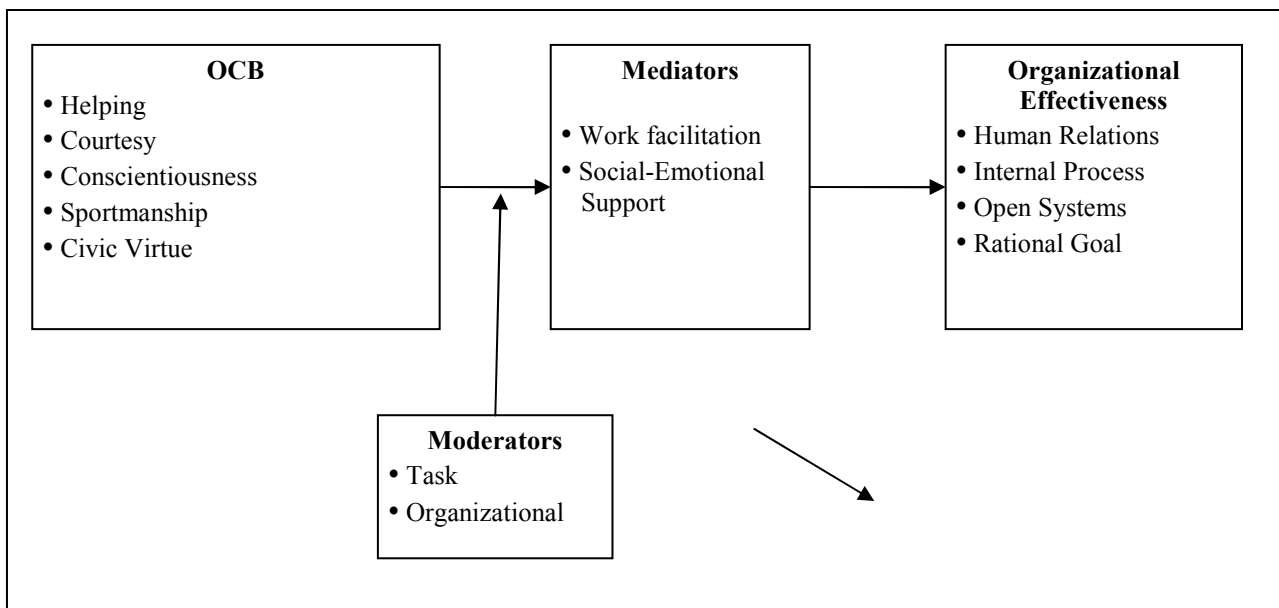 OCB
• Helping
• Courtesy
• Conscientiousness
• Sportmanship
• Civic Virtue
Mediators
• Work facilitation
• Social-Emotional
Support
Organizational
Effectiveness
• Human Relations
• Internal Process
• Open Systems
• Rational Goal
Moderators
• Task
• Organizational